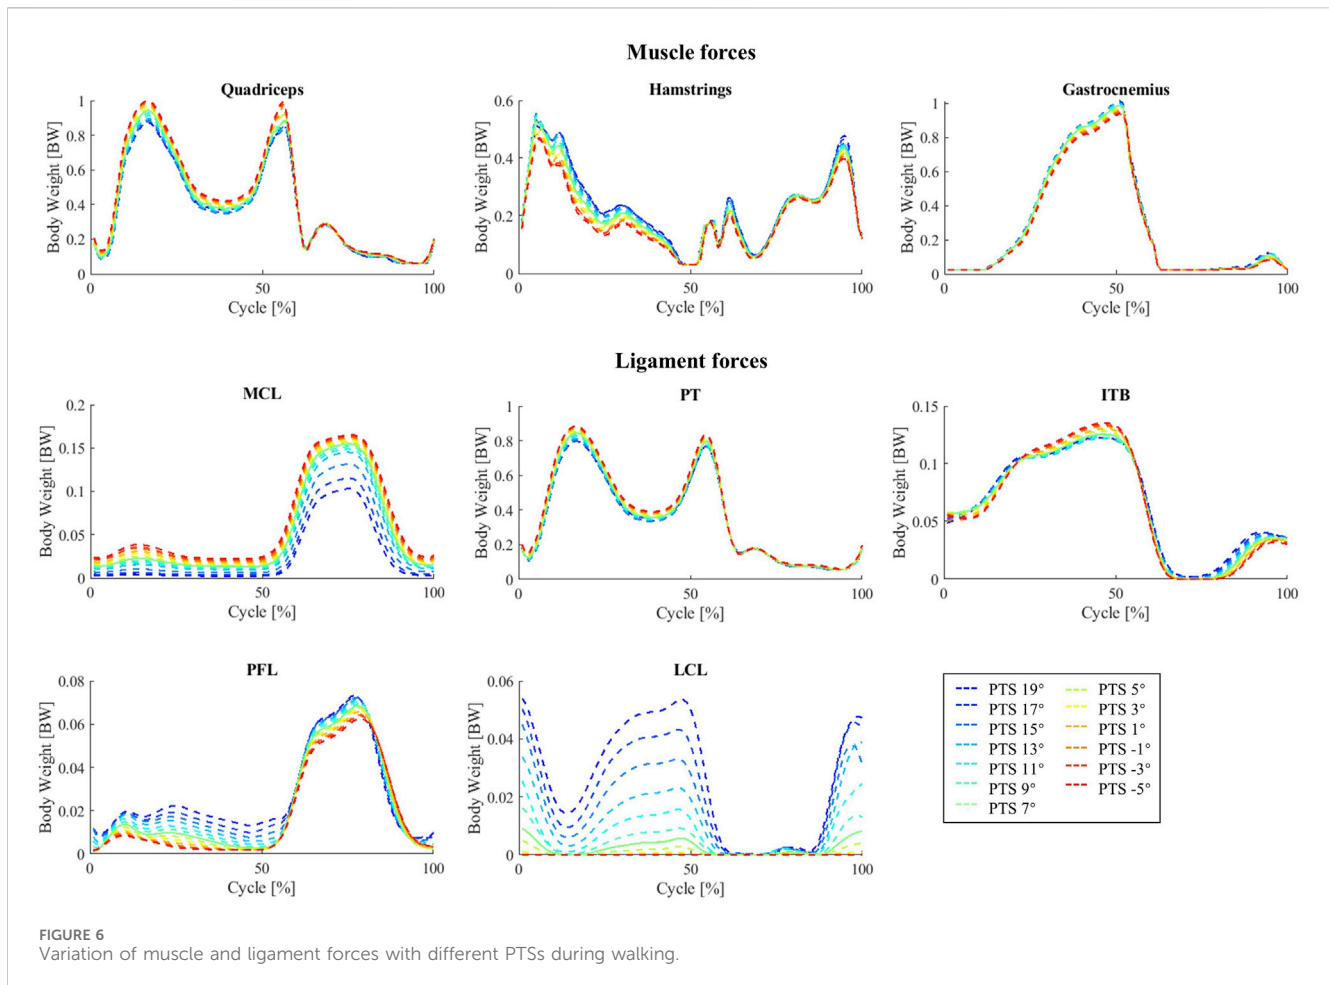 Muscle forces
Quadriceps
Hamstrings
Gastrocnemius
Body Weight [BW]
1
0.8
0.6
0.4
0.2
0
0
50
100
Cycle [%]
Body Weight [BW]
0.6
0.4
0.2
0
0
50
100
Cycle [%]
Body Weight [BW]
1
0.8
0.6
0.4
0.2
0
0
50
100
Cycle [%]
Ligament forces
MCL
PT
ITB
Body Weight [BW]
0.2
0.15
0.1
0.05
0
0
50
100
Cycle [%]
Body Weight [BW]
1
0.8
0.6
0.4
0.2
0
0
50
100
Cycle [%]
Body Weight [BW]
0.15
0.1
0.05
0
0
50
100
Cycle [%]
PFL
LCL
Body Weight [BW]
0.08
0.06
0.04
0.02
0
0
50
100
Cycle [%]
Body Weight [BW]
0.06
0.04
0.02
0
0
50
100
Cycle [%]
PTS 19°
PTS 17°
PTS 15°
PTS 13°
PTS 11°
PTS 9°
PTS 7°
PTS 5°
PTS 3°
PTS 1°
PTS -1°
PTS -3°
PTS -5°
FIGURE 6
Variation of muscle and ligament forces with different PTSs during walking.